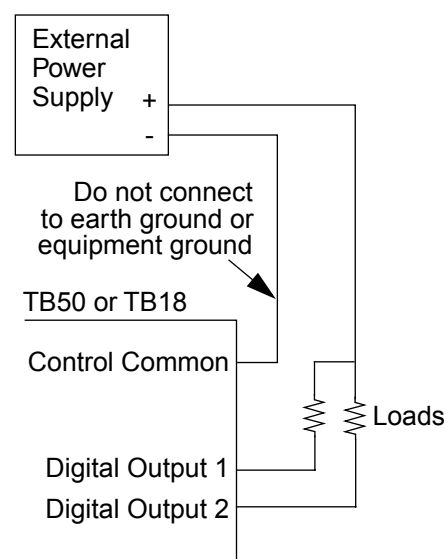 External
Power
Supply +
-
Do not connect
to earth ground or
equipment ground
TB50 or TB18
Control Common
Loads
Digital Output 1
Digital Output 2